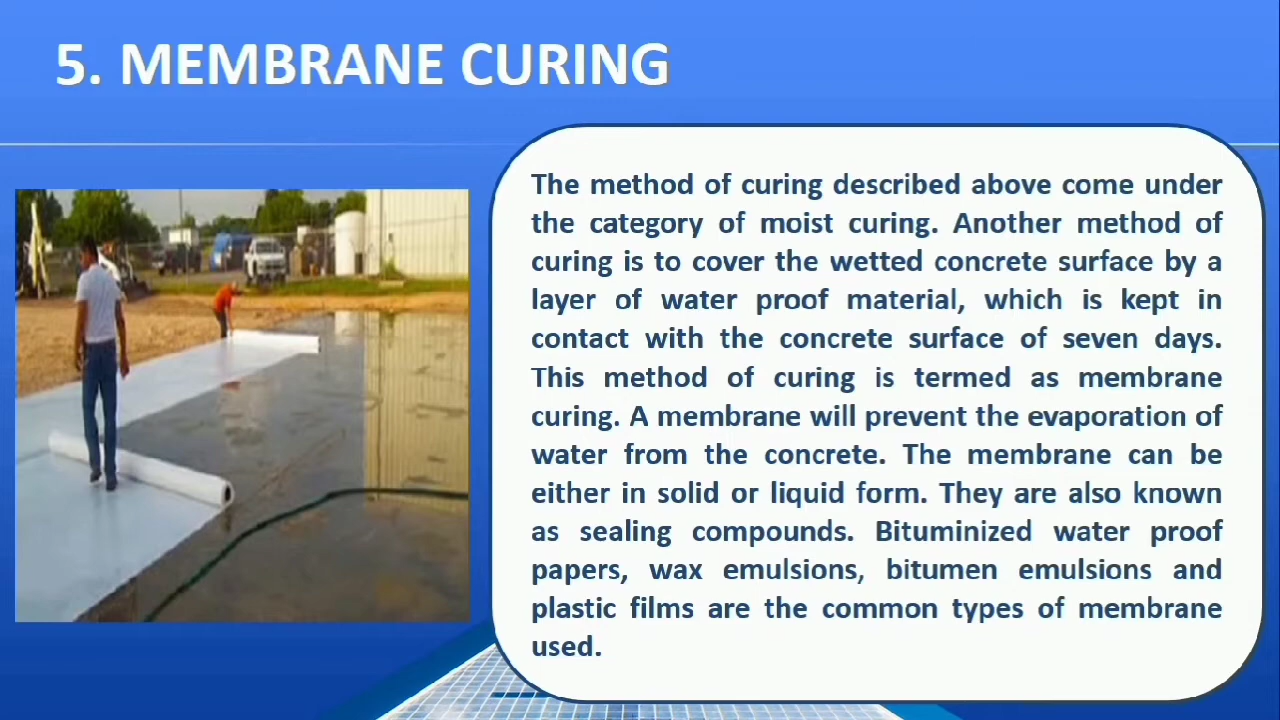 5. MEMBRANE CURING
The method of curing described above come under
the category of moist curing. Another method of
curing is to cover the wetted concrete surface by a
layer of water proof material, which is kept in
contact with the concrete surface of seven days.
This method of curing is termed as membrane
curing. A membrane will prevent the evaporation of
water from the concrete. The membrane can be
either in solid or liquid form. They are also known
as sealing compounds. Bituminized water proof
papers, wax emulsions, bitumen emulsions and
plastic films are the common types of membrane
used.